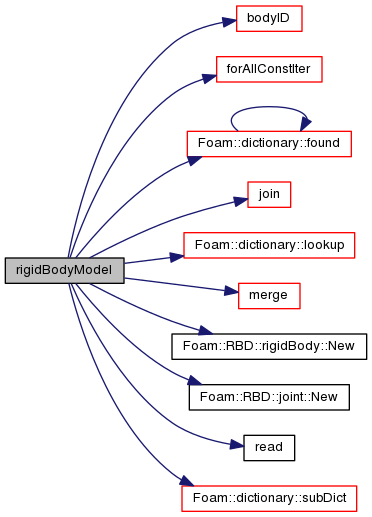 bodyID
forAllConstIter
Foam::dictionary::found
join
Foam::dictionary::lookup
rigidBodyModel
merge
Foam::RBD::rigidBody::New
Foam::RBD::joint::New
read
Foam::dictionary::subDict